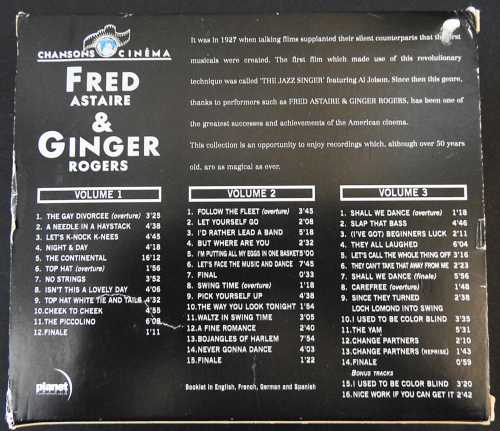 CHANSONS CINÉMA
FRED
ASTAIRE
&
GINGER
ROGERS
It was in 1927 when talking films supplanted their silent counterparts that the first
musicals were created. The first film which made use of this revolutionary
technique was called 'THE JAZZ SINGER' featuring Al Jolson. Since then this genre,
thanks to performers such as FRED ASTAIRE & GINGER ROGERS, has been one of
the greatest successes and achievements of the American cinema.
This collection is an opportunity to enjoy recordings which, although over 50 years
old, are as magical as ever.
VOLUME 1
1. THE GAY DIVORCEE (overture) 3'25
2. A NEEDLE IN A HAYSTACK 4'38
3. LET'S K-NOCK K-NEES 4'45
4. NIGHT & DAY 4'18
5. THE CONTINENTAL 16'12
6. TOP HAT (overture) 1'56
7. NO STRINGS 3'52
8. ISN'T THIS A LOVELY DAY 4'06
9. TOP HAT WHITE TIE AND TAILS 4'32
10. CHEEK TO CHEEK 4'55
11. THE PICCOLINO 6'08
12. FINALE 1'11
VOLUME 2
1. FOLLOW THE FLEET (overture) 3'45
2. LET YOURSELF GO 2'08
3. I'D RATHER LEAD A BAND 5'18
4. BUT WHERE ARE YOU 2'32
5. I'M PUTTING ALL MY EGGS IN ONE BASKET 5'00
6. LET'S FACE THE MUSIC AND DANCE 7'45
7. FINAL 0'33
8. SWING TIME (overture) 1'18
9. PICK YOURSELF UP 4'38
10. THE WAY YOU LOOK TONIGHT 1'54
11. WALTZ IN SWING TIME 3'05
12. A FINE ROMANCE 2'40
13. BOJANGLES OF HARLEM 7'54
14. NEVER GONNA DANCE 4'03
15. FINALE 1'22
Booklet in English, French, German and Spanish
VOLUME 3
1. SHALL WE DANCE (overture) 1'18
2. SLAP THAT BASS 4'46
3. (I'VE GOT) BEGINNERS LUCK 2'11
4. THEY ALL LAUGHED 6'04
5. LET'S CALL THE WHOLE THING OFF 3'16
6. THEY CAN'T TAKE THAT AWAY FROM ME 2'23
7. SHALL WE DANCE (finale) 5'56
8. CAREFREE (overture) 1'48
9. SINCE THEY TURNED 2'38
LOCH LOMOND INTO SWING
10. I USED TO BE COLOR BLIND 3'35
11. THE YAM 5'31
12. CHANGE PARTNERS 2'10
13. CHANGE PARTNERS (REPRISE) 1'43
14. FINALE 0'59
BONUS TRACKS
15. I USED TO BE COLOR BLIND 3'20
16. NICE WORK IF YOU CAN GET IT 2'42
planet